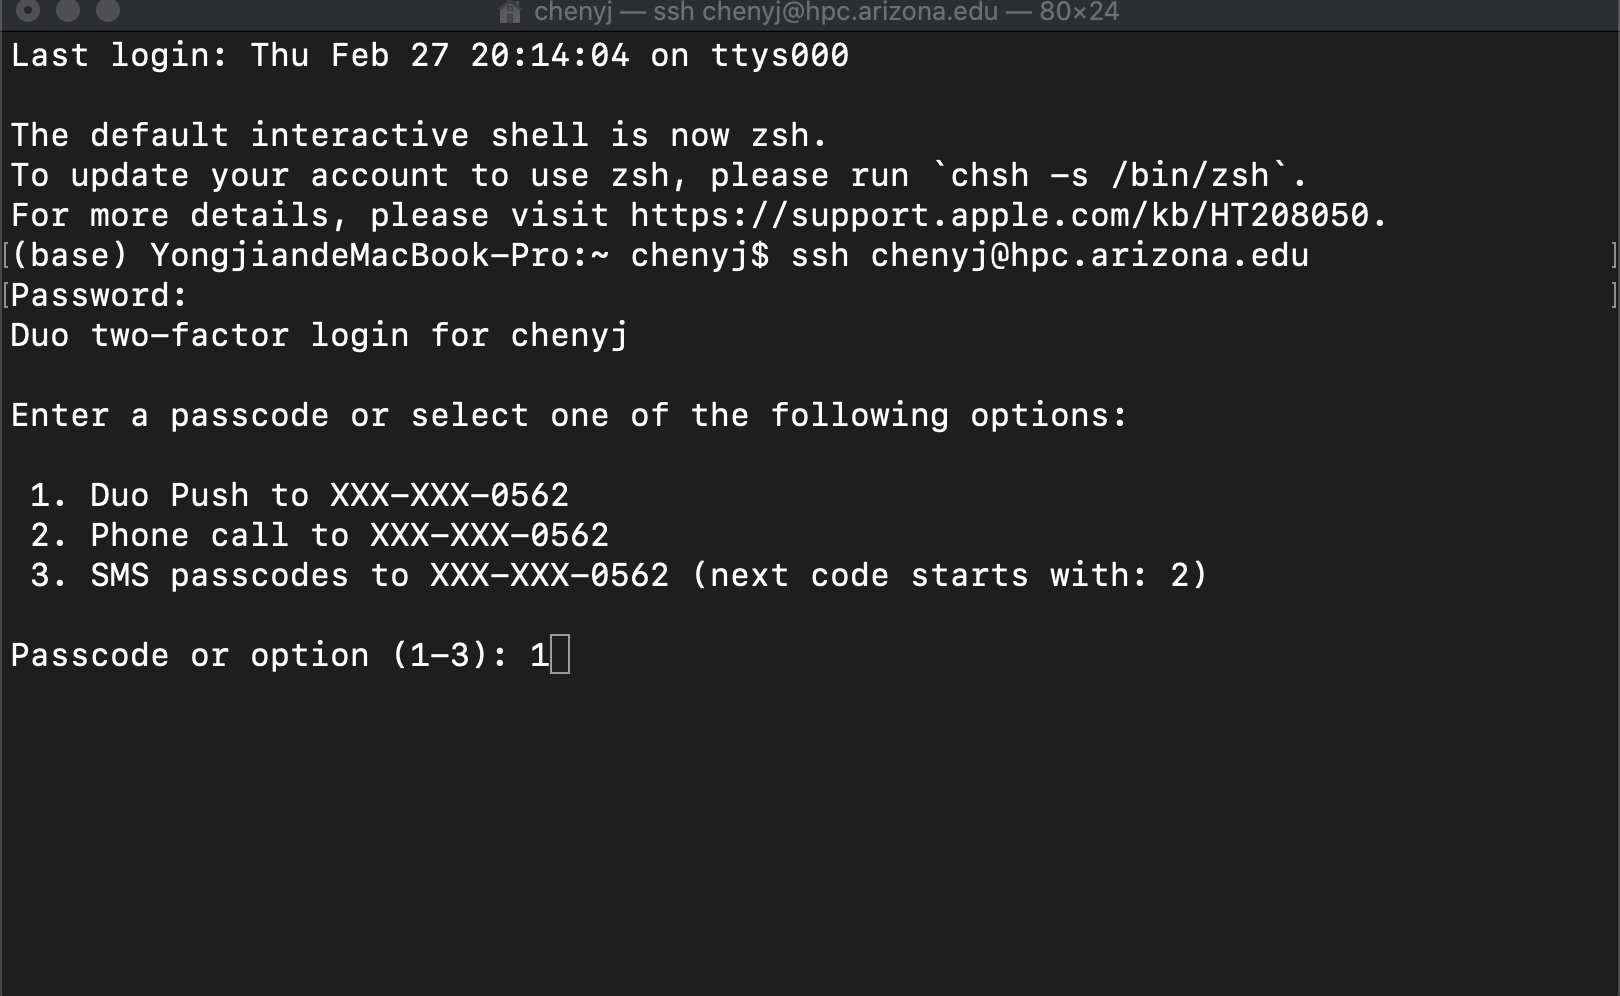 chenyj — ssh chenyj@hpc.arizona.edu — 80×24
Last login: Thu Feb 27 20:14:04 on ttys000
The default interactive shell is now zsh.
To update your account to use zsh, please run `chsh -s /bin/zsh`.
For more details, please visit https://support.apple.com/kb/HT208050.
[(base) YongjiandeMacBook-Pro:~ chenyj$ ssh chenyj@hpc.arizona.edu ]
[Password: ]
Duo two-factor login for chenyj
Enter a passcode or select one of the following options:
1. Duo Push to XXX-XXX-0562
2. Phone call to XXX-XXX-0562
3. SMS passcodes to XXX-XXX-0562 (next code starts with: 2)
Passcode or option (1-3): 1